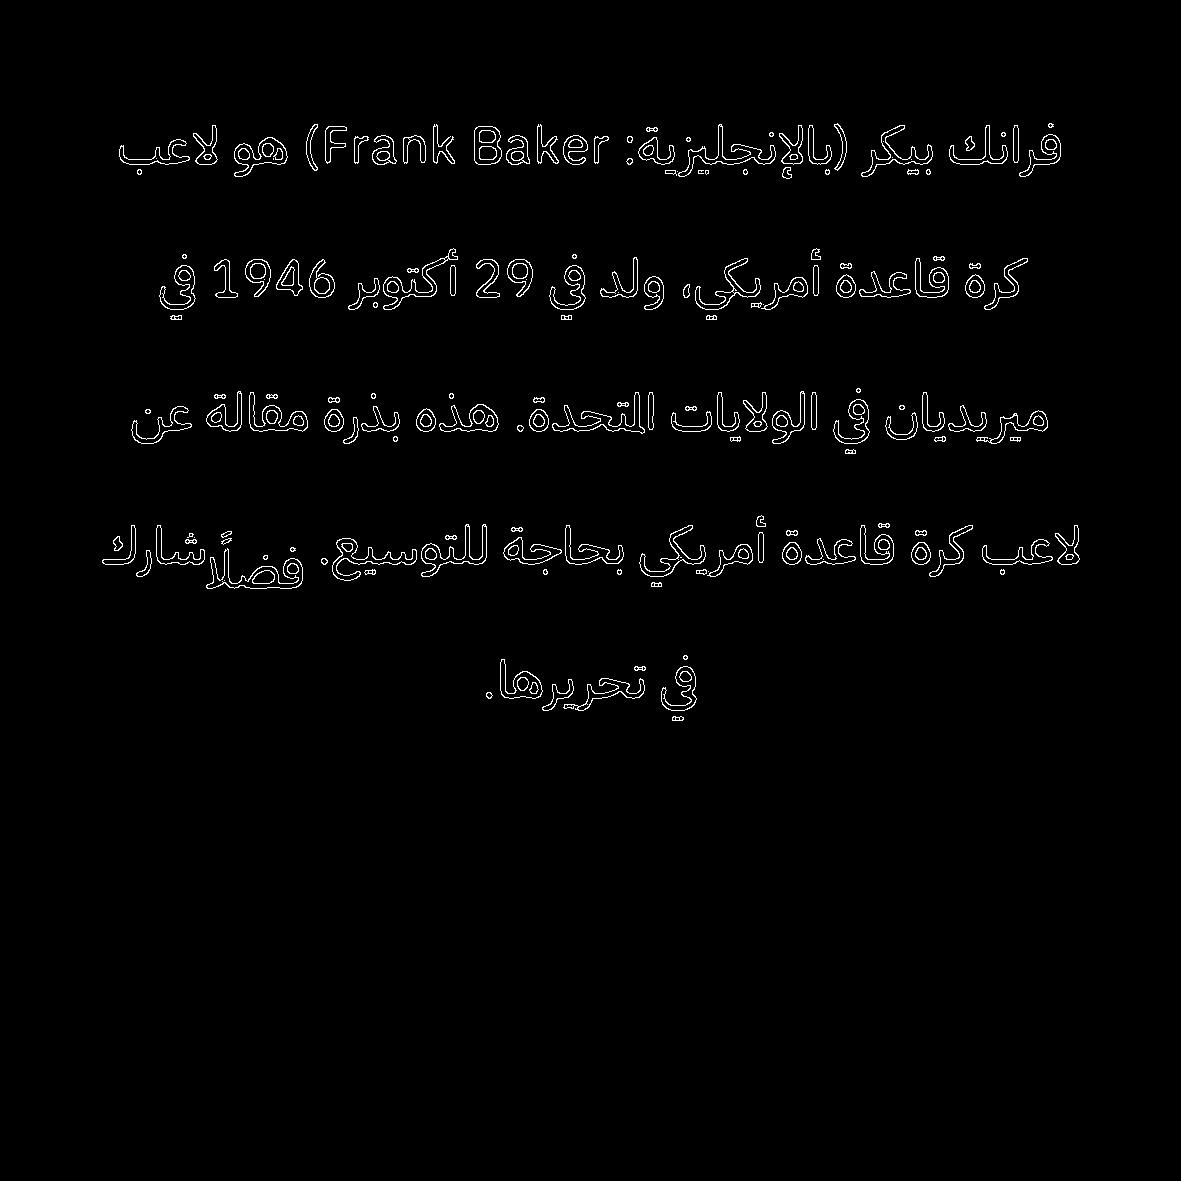 فرانك بيكر (بالإنجليزية: Frank Baker) هو لاعب
كرة قاعدة أمريكي، ولد في 29 أكتوبر 1946 في
ميريديان في الولايات المتحدة. هذه بذرة مقالة عن
لاعب كرة قاعدة أمريكي بحاجة للتوسيع. فضلًا شارك
في تحريرها.